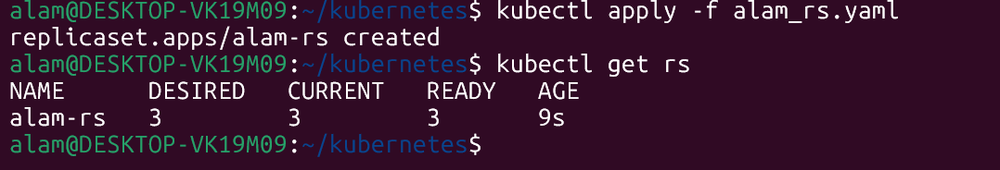 alam@DESKTOP-VK19M09:~/kubernetes$ kubectl apply -f alam_rs.yaml
replicaset.apps/alam-rs created
alam@DESKTOP-VK19M09:~/kubernetes$ kubectl get rs
NAME      DESIRED   CURRENT   READY   AGE
alam-rs   3         3         3       9s
alam@DESKTOP-VK19M09:~/kubernetes$